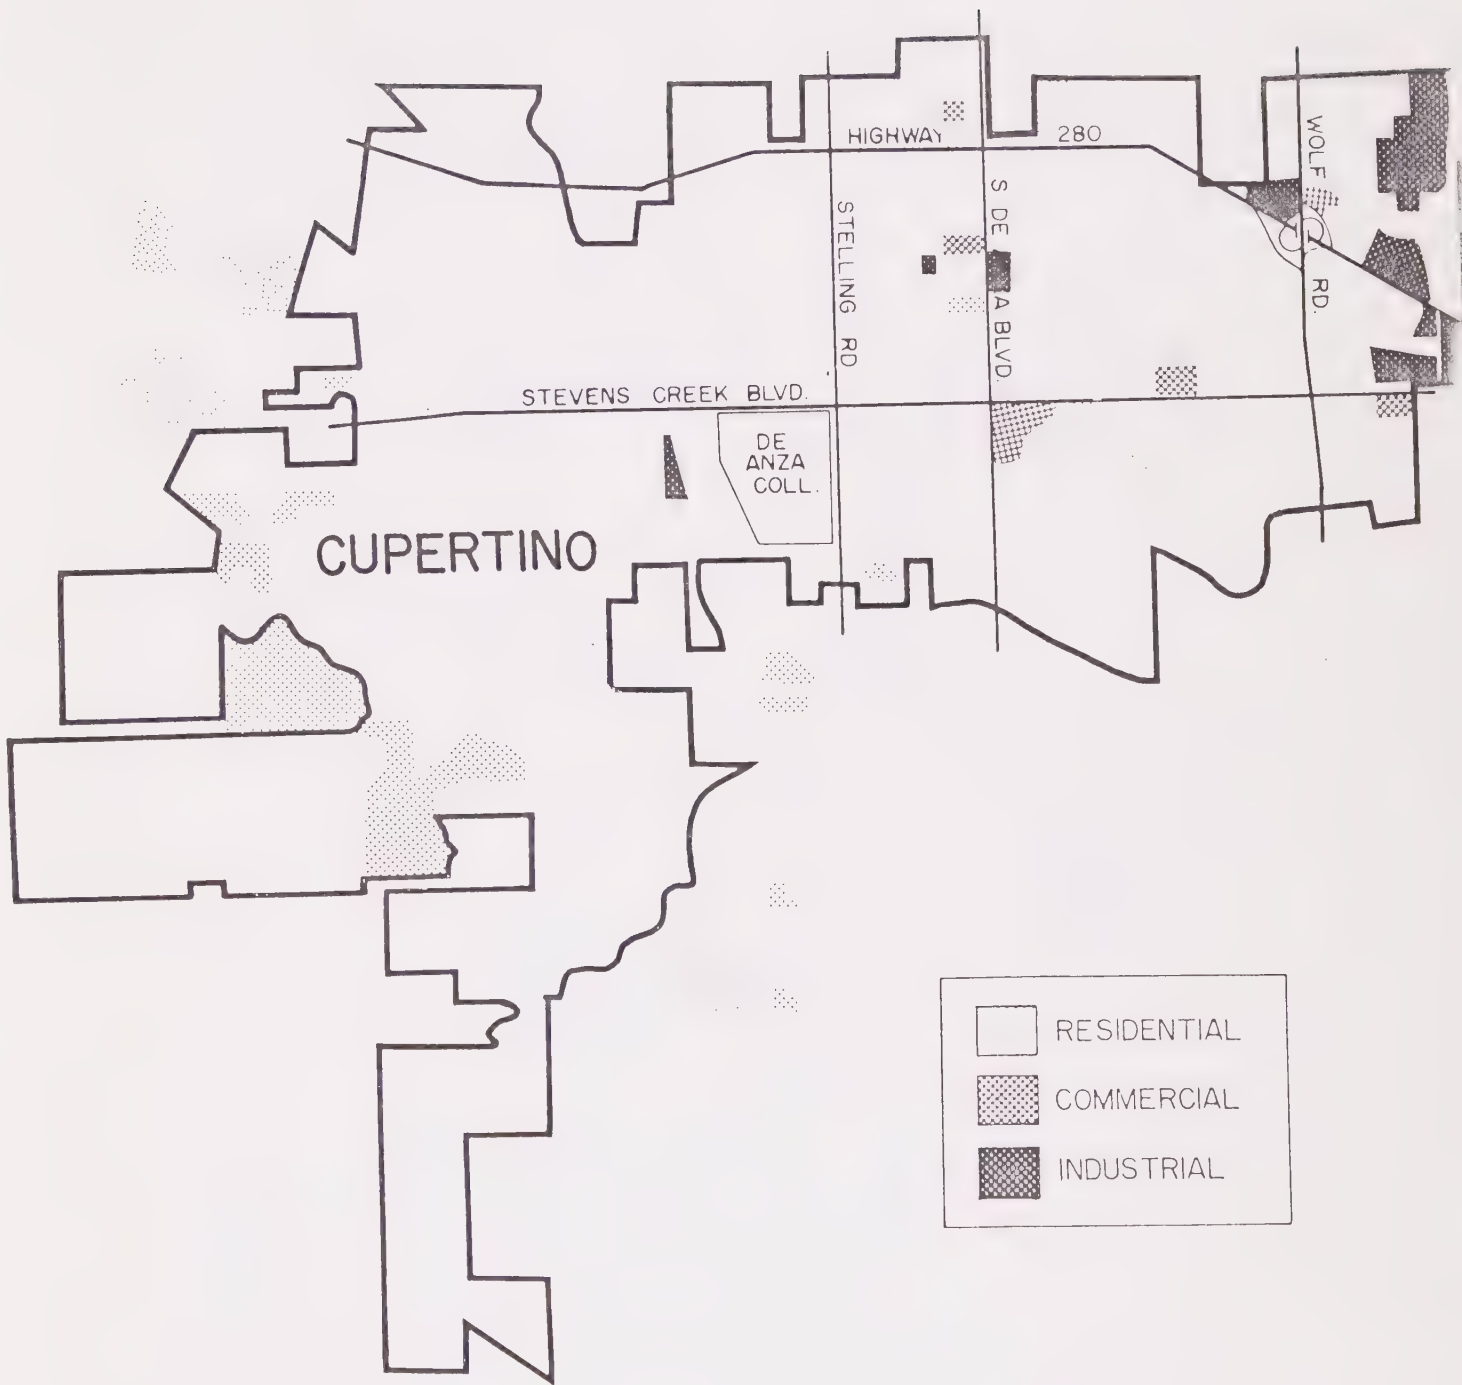 HIGHWAY 280
WOLF RD.
STELLING RD
S DE A BLVD.
STEVENS CREEK BLVD.
DE
ANZA
COLL.
CUPERTINO
RESIDENTIAL
COMMERCIAL
INDUSTRIAL